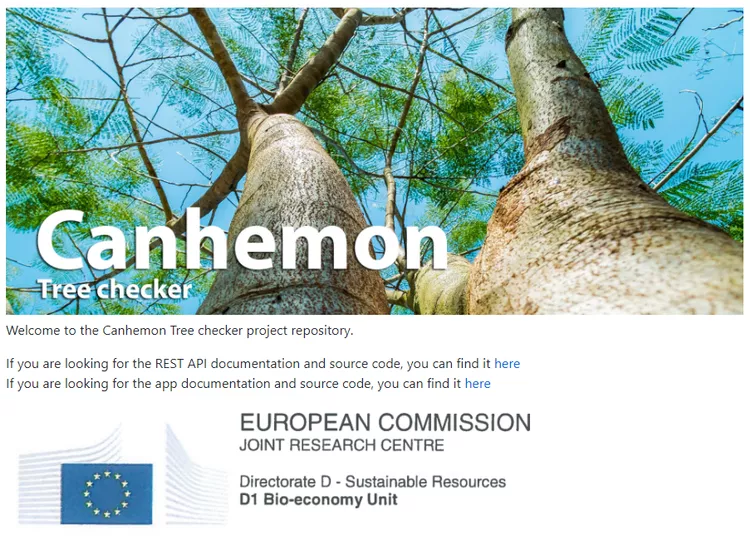 Canhemon
Tree checker
Welcome to the Canhemon Tree checker project repository.
If you are looking for the REST API documentation and source code, you can find it here
If you are looking for the app documentation and source code, you can find it here
EUROPEAN COMMISSION
JOINT RESEARCH CENTRE
Directorate D - Sustainable Resources
D1 Bio-economy Unit